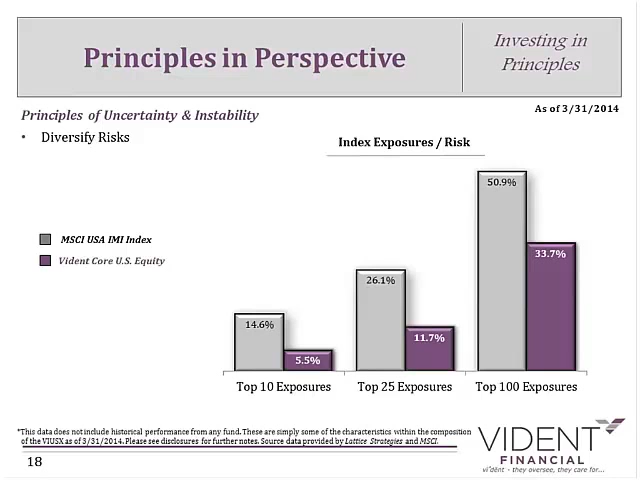 Principles in Perspective
Investing in
Principles
As of 3/31/2014
Principles of Uncertainty & Instability
• Diversify Risks
Index Exposures / Risk
MSCI USA IMI Index
Vident Core U.S. Equity
14.6%
5.5%
26.1%
11.7%
50.9%
33.7%
Top 10 Exposures
Top 25 Exposures
Top 100 Exposures
*This data does not include historical performance from any fund. These are simply some of the characteristics within the composition
of the VIUSX as of 3/31/2014. Please see disclosures for further notes. Source data provided by Lattice Strategies and MSCI.
VIDENT
FINANCIAL
vi'dĕnt - they oversee, they care for...
18